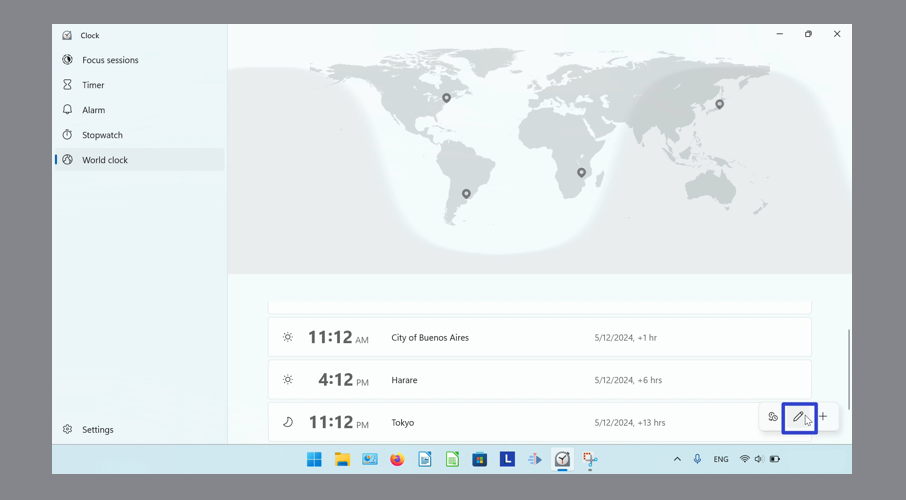 Clock
Focus sessions
Timer
Alarm
Stopwatch
World clock
11:12 AM City of Buenos Aires 5/12/2024, +1 hr
4:12 PM Harare 5/12/2024, +6 hrs
11:12 PM Tokyo 5/12/2024, +13 hrs
Settings
L
ENG